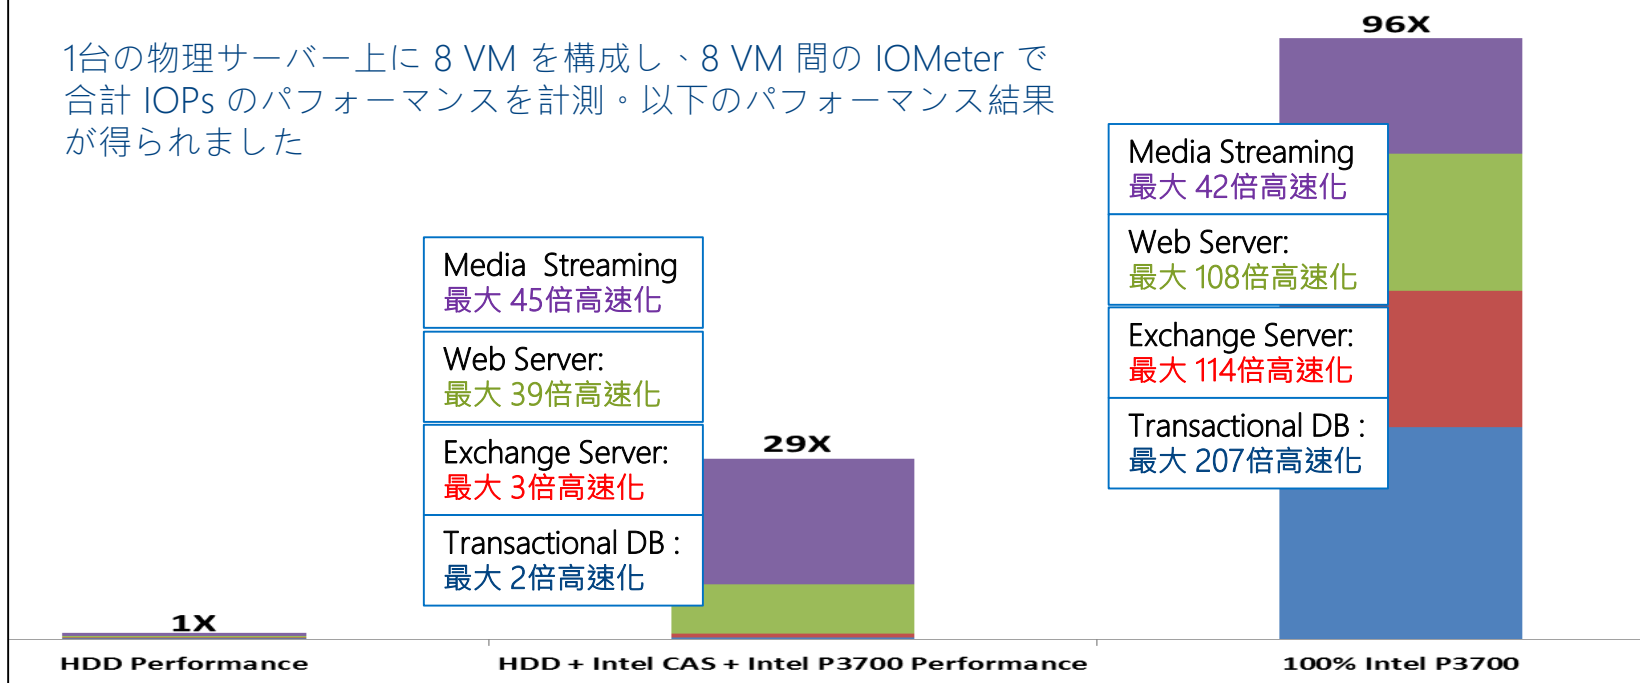 1台の物理サーバー上に 8 VM を構成し、8 VM 間の IOMeter で
合計 IOPs のパフォーマンスを計測。以下のパフォーマンス結果
が得られました
96X
Media Streaming
最大 42倍高速化
Web Server:
最大 108倍高速化
Exchange Server:
最大 114倍高速化
Transactional DB :
最大 207倍高速化
Media  Streaming
最大 45倍高速化
Web Server:
最大 39倍高速化
Exchange Server:
最大 3倍高速化
Transactional DB :
最大 2倍高速化
29X
1X
HDD Performance
HDD + Intel CAS + Intel P3700 Performance
100% Intel P3700